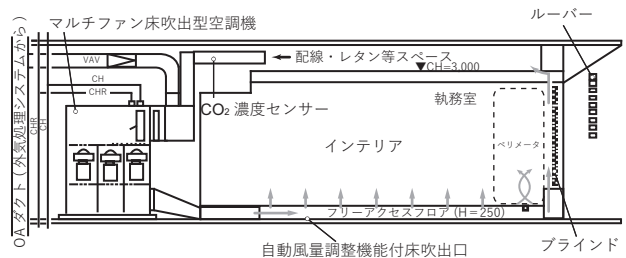 マルチファン床吹出型空調機
ルーバー
OAダクト(外気処理システムから)
VAV
配線・レタン等スペース
▼CH=3,000
CH
CHR
CO₂ 濃度センサー
執務室
インテリア
ペリメータ
CHR
CH
フリーアクセスフロア(H=250)
自動風量調整機能付床吹出口
ブラインド